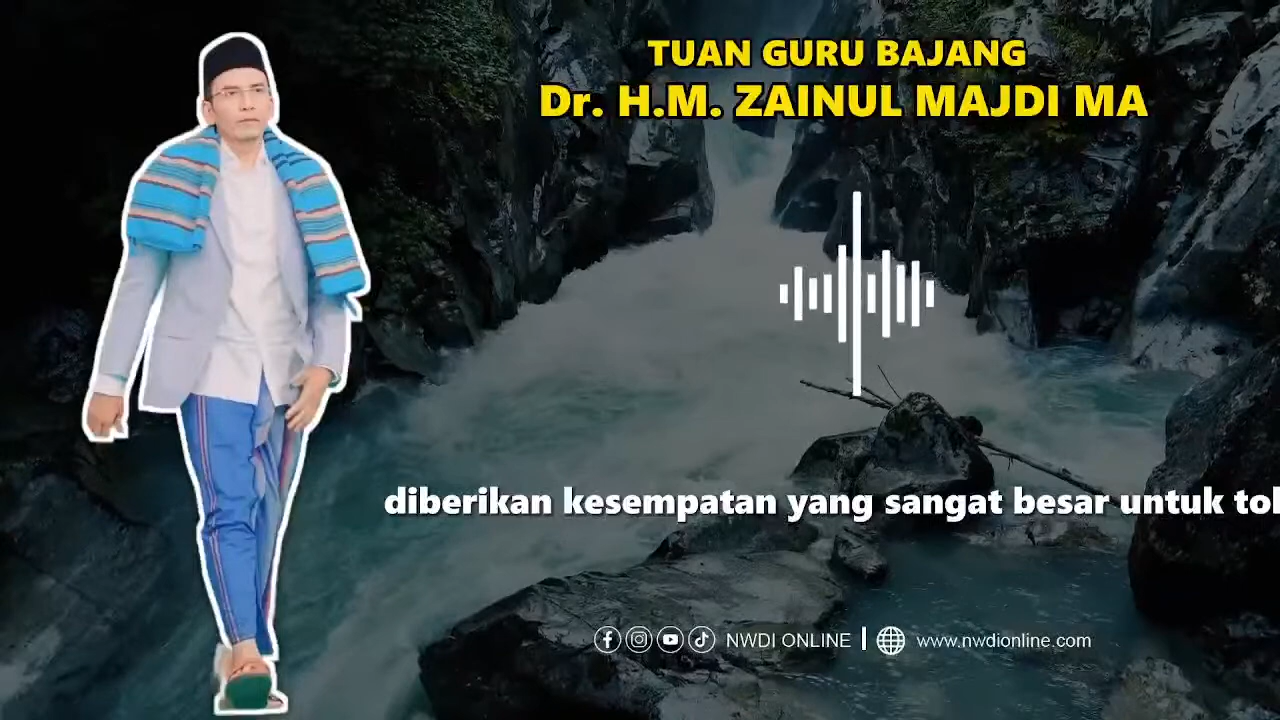 TUAN GURU BAJANG
Dr. H.M. ZAINUL MAJDI MA
diberikan kesempatan yang sangat besar untuk
NWDI ONLINE | www.nwdionline.com